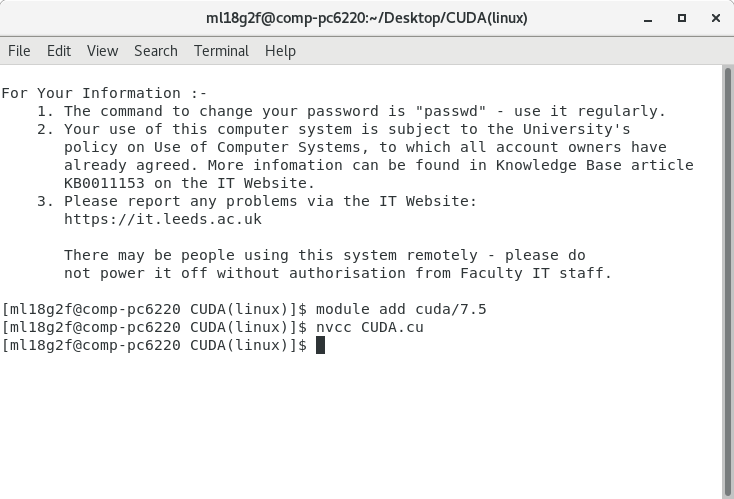 ml18g2f@comp-pc6220:~/Desktop/CUDA(linux)
File Edit View Search Terminal Help
For Your Information :-
1. The command to change your password is "passwd" - use it regularly.
2. Your use of this computer system is subject to the University's
policy on Use of Computer Systems, to which all account owners have
already agreed. More infomation can be found in Knowledge Base article
KB0011153 on the IT Website.
3. Please report any problems via the IT Website:
https://it.leeds.ac.uk
There may be people using this system remotely - please do
not power it off without authorisation from Faculty IT staff.
[ml18g2f@comp-pc6220 CUDA(linux)]$ module add cuda/7.5
[ml18g2f@comp-pc6220 CUDA(linux)]$ nvcc CUDA.cu
[ml18g2f@comp-pc6220 CUDA(linux)]$